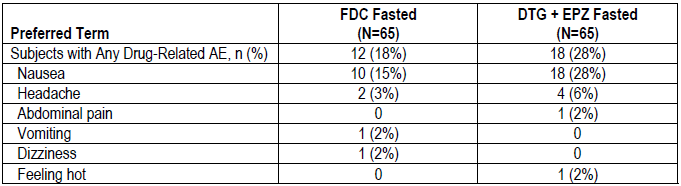 Preferred Term FDC Fasted (N=65) DTG + EPZ Fasted (N=65)
Subjects with Any Drug-Related AE, n (%) 12 (18%) 18 (28%)
Nausea 10 (15%) 18 (28%)
Headache 2 (3%) 4 (6%)
Abdominal pain 0 1 (2%)
Vomiting 1 (2%) 0
Dizziness 1 (2%) 0
Feeling hot 0 1 (2%)